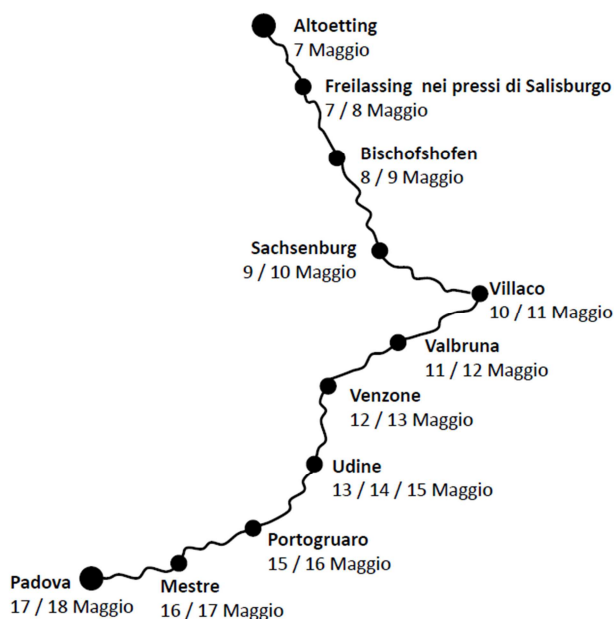 Altoetting
7 Maggio
Freilassing nei pressi di Salisburgo
7 / 8 Maggio
Bischofshofen
8 / 9 Maggio
Sachsenburg
9 / 10 Maggio
Villaco
10 / 11 Maggio
Valbruna
11 / 12 Maggio
Venzone
12 / 13 Maggio
Udine
13 / 14 / 15 Maggio
Portogruaro
15 / 16 Maggio
Mestre
16 / 17 Maggio
Padova
17 / 18 Maggio